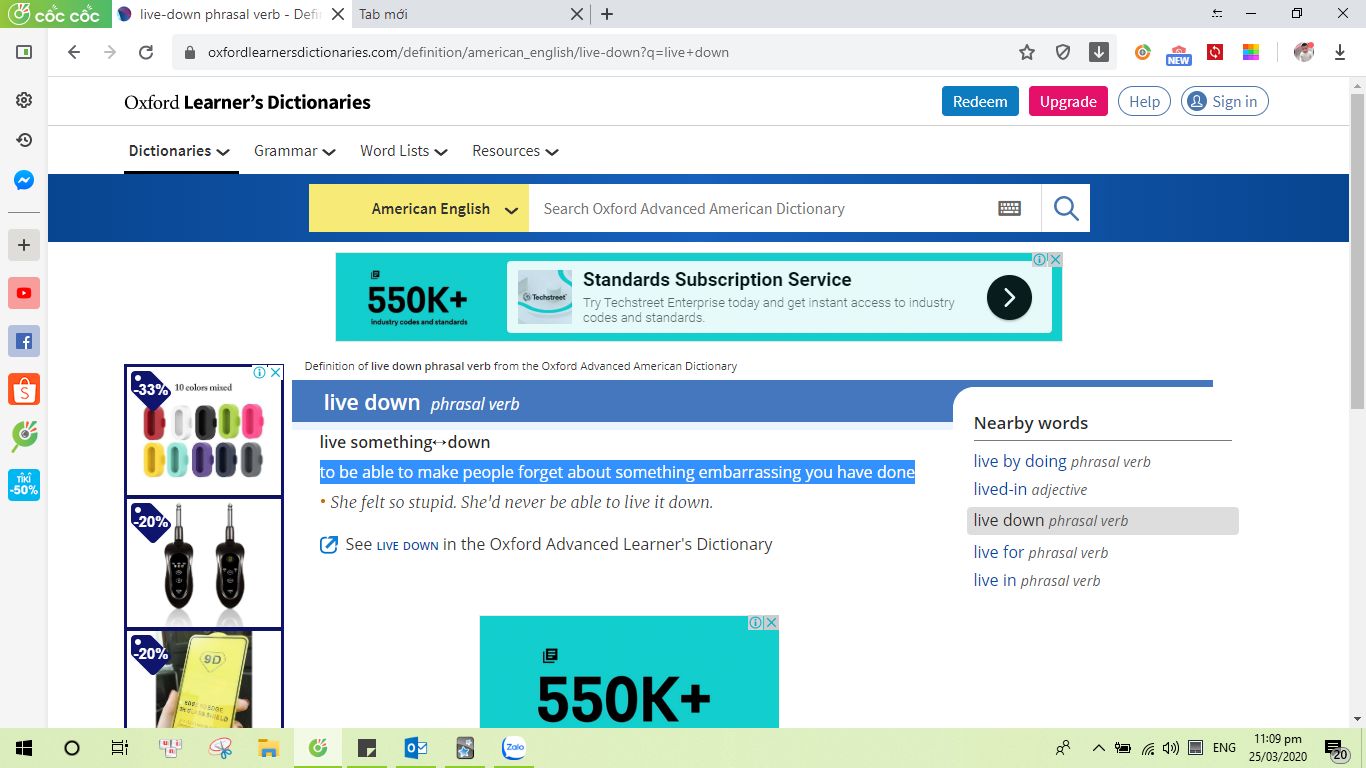 cốc cốc
live-down phrasal verb - Defi
Tab mới
oxfordlearnersdictionaries.com/definition/american_english/live-down?q=live+down
NEW
Oxford Learner's Dictionaries
Redeem
Upgrade
Help
Sign in
Dictionaries
Grammar
Word Lists
Resources
American English
Search Oxford Advanced American Dictionary
550K+
industry codes and standards
Techstreet
Standards Subscription Service
Try Techstreet Enterprise today and get instant access to industry
codes and standards.
Definition of live down phrasal verb from the Oxford Advanced American Dictionary
-33%
10 colors mixed
live down phrasal verb
live something↔down
to be able to make people forget about something embarrassing you have done
• She felt so stupid. She'd never be able to live it down.
See LIVE DOWN in the Oxford Advanced Learner's Dictionary
Nearby words
live by doing phrasal verb
lived-in adjective
live down phrasal verb
live for phrasal verb
live in phrasal verb
TIKI
-50%
-20%
-20%
9D
550K+
Zalo
ENG
11:09 pm
25/03/2020
20